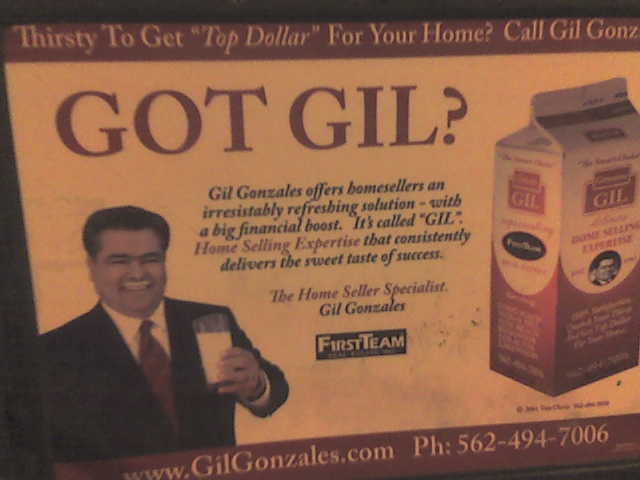 Thirsty To Get "Top Dollar" For Your Home? Call Gil Gonz
GOT GIL?
Gil Gonzales offers homesellers an
irresistably refreshing solution - with
a big financial boost. It's called "GIL".
Home Selling Expertise that consistently
delivers the sweet taste of success.
The Home Seller Specialist.
Gil Gonzales
FIRSTTEAM
REAL ESTATE
GIL
FIRSTTEAM
GIL
HOME SELLING
EXPERTISE
www.GilGonzales.com Ph: 562-494-7006